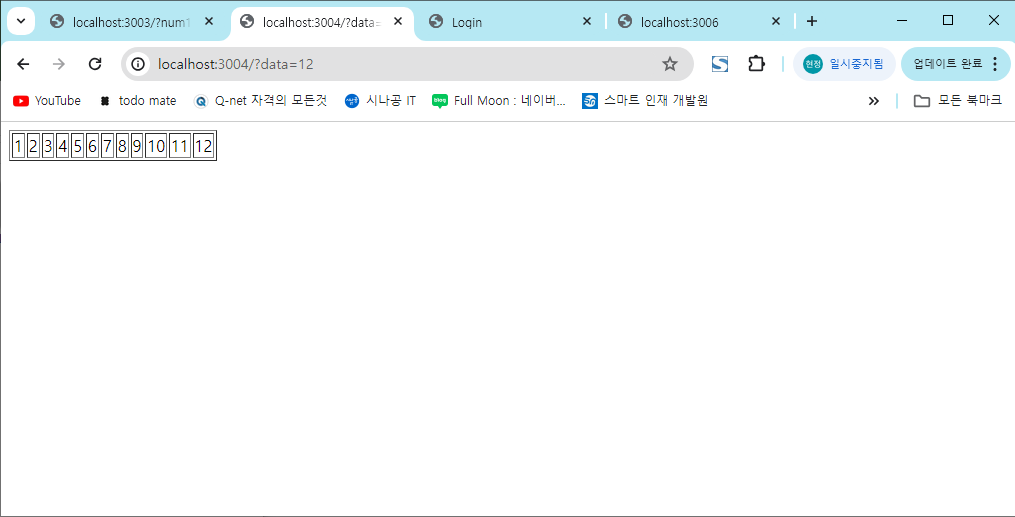 localhost:3003/?num1 localhost:3004/?data= Login localhost:3006
localhost:3004/?data=12 현정 일시중지됨 업데이트 완료
YouTube todo mate Q-net 자격의 모든것 시나공 IT Full Moon : 네이버... 스마트 인재 개발원 모든 북마크
1 2 3 4 5 6 7 8 9 10 11 12